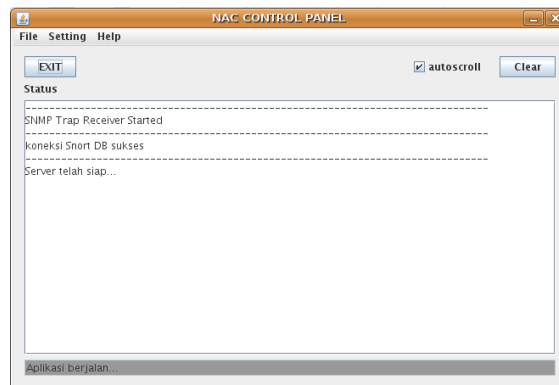 NAC CONTROL PANEL
File Setting Help
EXIT
autoscroll
Clear
Status
SNMP Trap Receiver Started
koneksi Snort DB sukses
Server telah siap...
Aplikasi berjalan...